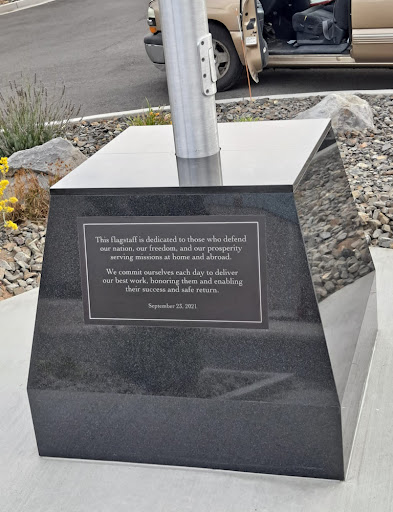 This flagstaff is dedicated to those who defend
our nation, our freedom, and our prosperity
serving missions at home and abroad.
We commit ourselves each day to deliver
our best work, honoring them and enabling
their success and safe return.
September 23, 2021